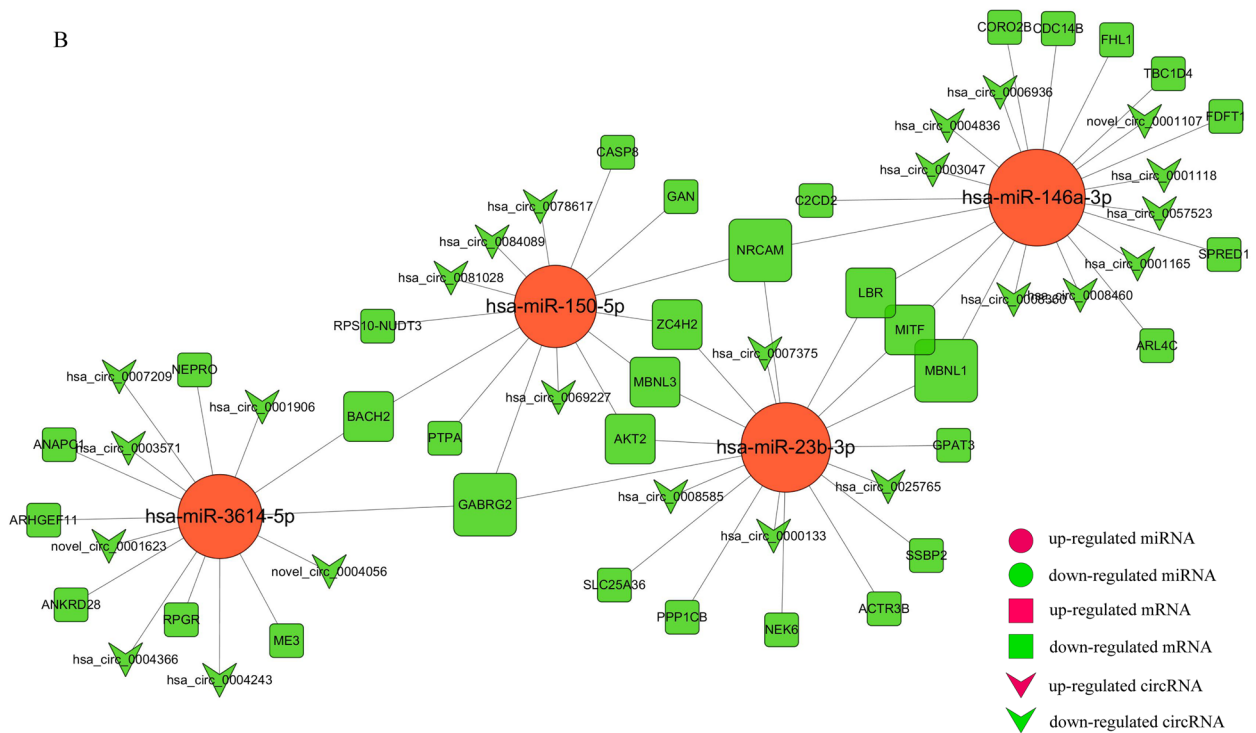 B
CORO2B
CDC14B
FHL1
TBC1D4
hsa_circ_0006936
novel_circ_0001107
FDFT1
hsa_circ_0004836
CASP8
hsa_circ_0003047
hsa_circ_0001118
C2CD2
hsa-miR-146a-3p
GAN
hsa_circ_0078617
hsa_circ_0057523
hsa_circ_0084089
NRCAM
SPRED1
hsa_circ_0001165
hsa_circ_0081028
LBR
hsa_circ_0008360
hsa_circ_0008460
hsa-miR-150-5p
RPS10-NUDT3
ZC4H2
MITF
ARL4C
hsa_circ_0007375
NEPRO
hsa_circ_0007209
MBNL1
MBNL3
hsa_circ_0069227
hsa_circ_0001906
BACH2
PTPA
AKT2
hsa-miR-23b-3p
GPAT3
ANAPC1
hsa_circ_0003571
hsa_circ_0025765
hsa_circ_0008585
GABRG2
hsa-miR-3614-5p
ARHGEF11
hsa_circ_0000133
novel_circ_0001623
SSBP2
up-regulated miRNA
novel_circ_0004056
down-regulated miRNA
SLC25A36
ANKRD28
ACTR3B
up-regulated mRNA
PPP1CB
RPGR
NEK6
ME3
down-regulated mRNA
hsa_circ_0004366
hsa_circ_0004243
up-regulated circRNA
down-regulated circRNA